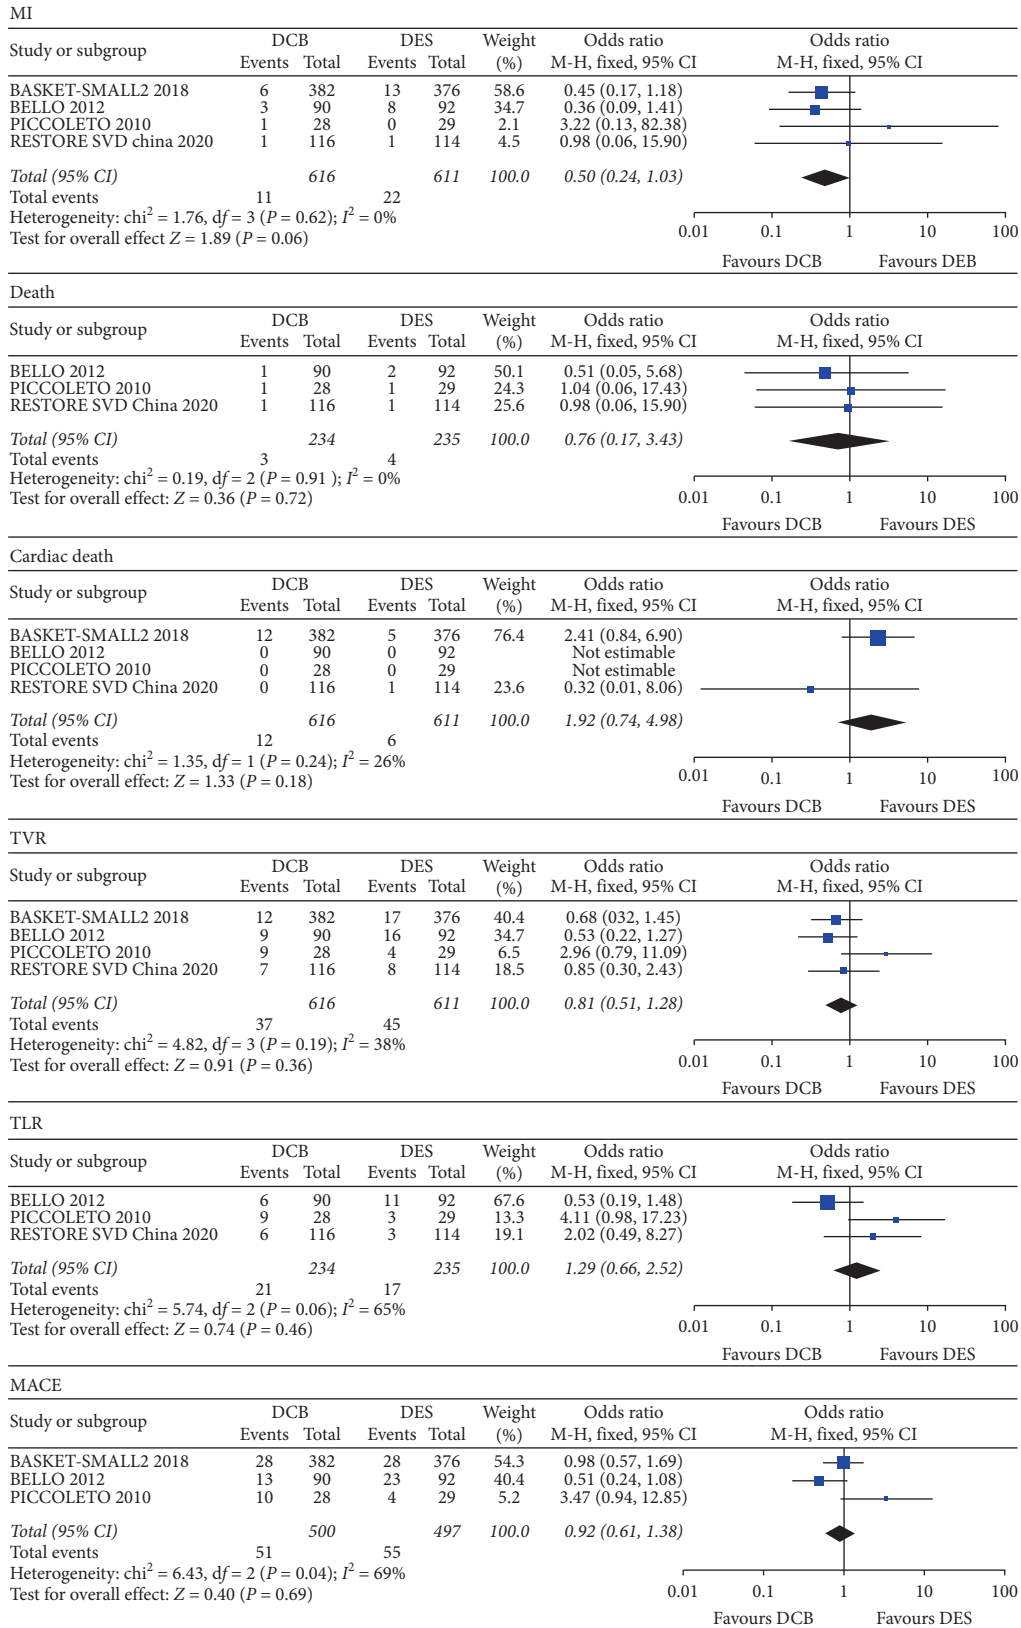 MI
Study or subgroup DCB DES Weight Odds ratio Odds ratio
Events Total Events Total (%) M-H, fixed, 95% CI M-H, fixed, 95% CI
BASKET-SMALL2 2018 6 382 13 376 58.6 0.45 (0.17, 1.18)
BELLO 2012 3 90 8 92 34.7 0.36 (0.09, 1.41)
PICCOLETO 2010 1 28 0 29 2.1 3.22 (0.13, 82.38)
RESTORE SVD china 2020 1 116 1 114 4.5 0.98 (0.06, 15.90)
Total (95% CI) 616 611 100.0 0.50 (0.24, 1.03)
Total events 11 22
Heterogeneity: chi² = 1.76, df = 3 (P = 0.62); I² = 0%
Test for overall effect Z = 1.89 (P = 0.06)
0.01 0.1 1 10 100
Favours DCB Favours DEB
Death
Study or subgroup DCB DES Weight Odds ratio Odds ratio
Events Total Events Total (%) M-H, fixed, 95% CI M-H, fixed, 95% CI
BELLO 2012 1 90 2 92 50.1 0.51 (0.05, 5.68)
PICCOLETO 2010 1 28 1 29 24.3 1.04 (0.06, 17.43)
RESTORE SVD China 2020 1 116 1 114 25.6 0.98 (0.06, 15.90)
Total (95% CI) 234 235 100.0 0.76 (0.17, 3.43)
Total events 3 4
Heterogeneity: chi² = 0.19, df = 2 (P = 0.91 ); I² = 0%
Test for overall effect: Z = 0.36 (P = 0.72)
0.01 0.1 1 10 100
Favours DCB Favours DES
Cardiac death
Study or subgroup DCB DES Weight Odds ratio Odds ratio
Events Total Events Total (%) M-H, fixed, 95% CI M-H, fixed, 95% CI
BASKET-SMALL2 2018 12 382 5 376 76.4 2.41 (0.84, 6.90)
BELLO 2012 0 90 0 92 Not estimable
PICCOLETO 2010 0 28 0 29 Not estimable
RESTORE SVD China 2020 0 116 1 114 23.6 0.32 (0.01, 8.06)
Total (95% CI) 616 611 100.0 1.92 (0.74, 4.98)
Total events 12 6
Heterogeneity: chi² = 1.35, df = 1 (P = 0.24); I² = 26%
Test for overall effect: Z = 1.33 (P = 0.18)
0.01 0.1 1 10 100
Favours DCB Favours DES
TVR
Study or subgroup DCB DES Weight Odds ratio Odds ratio
Events Total Events Total (%) M-H, fixed, 95% CI M-H, fixed, 95% CI
BASKET-SMALL2 2018 12 382 17 376 40.4 0.68 (032, 1.45)
BELLO 2012 9 90 16 92 34.7 0.53 (0.22, 1.27)
PICCOLETO 2010 9 28 4 29 6.5 2.96 (0.79, 11.09)
RESTORE SVD China 2020 7 116 8 114 18.5 0.85 (0.30, 2.43)
Total (95% CI) 616 611 100.0 0.81 (0.51, 1.28)
Total events 37 45
Heterogeneity: chi² = 4.82, df = 3 (P = 0.19); I² = 38%
Test for overall effect: Z = 0.91 (P = 0.36)
0.01 0.1 1 10 100
Favours DCB Favours DES
TLR
Study or subgroup DCB DES Weight Odds ratio Odds ratio
Events Total Events Total (%) M-H, fixed, 95% CI M-H, fixed, 95% CI
BELLO 2012 6 90 11 92 67.6 0.53 (0.19, 1.48)
PICCOLETO 2010 9 28 3 29 13.3 4.11 (0.98, 17.23)
RESTORE SVD China 2020 6 116 3 114 19.1 2.02 (0.49, 8.27)
Total (95% CI) 234 235 100.0 1.29 (0.66, 2.52)
Total events 21 17
Heterogeneity: chi² = 5.74, df = 2 (P = 0.06); I² = 65%
Test for overall effect: Z = 0.74 (P = 0.46)
0.01 0.1 1 10 100
Favours DCB Favours DES
MACE
Study or subgroup DCB DES Weight Odds ratio Odds ratio
Events Total Events Total (%) M-H, fixed, 95% CI M-H, fixed, 95% CI
BASKET-SMALL2 2018 28 382 28 376 54.3 0.98 (0.57, 1.69)
BELLO 2012 13 90 23 92 40.4 0.51 (0.24, 1.08)
PICCOLETO 2010 10 28 4 29 5.2 3.47 (0.94, 12.85)
Total (95% CI) 500 497 100.0 0.92 (0.61, 1.38)
Total events 51 55
Heterogeneity: chi² = 6.43, df = 2 (P = 0.04); I² = 69%
Test for overall effect: Z = 0.40 (P = 0.69)
0.01 0.1 1 10 100
Favours DCB Favours DES